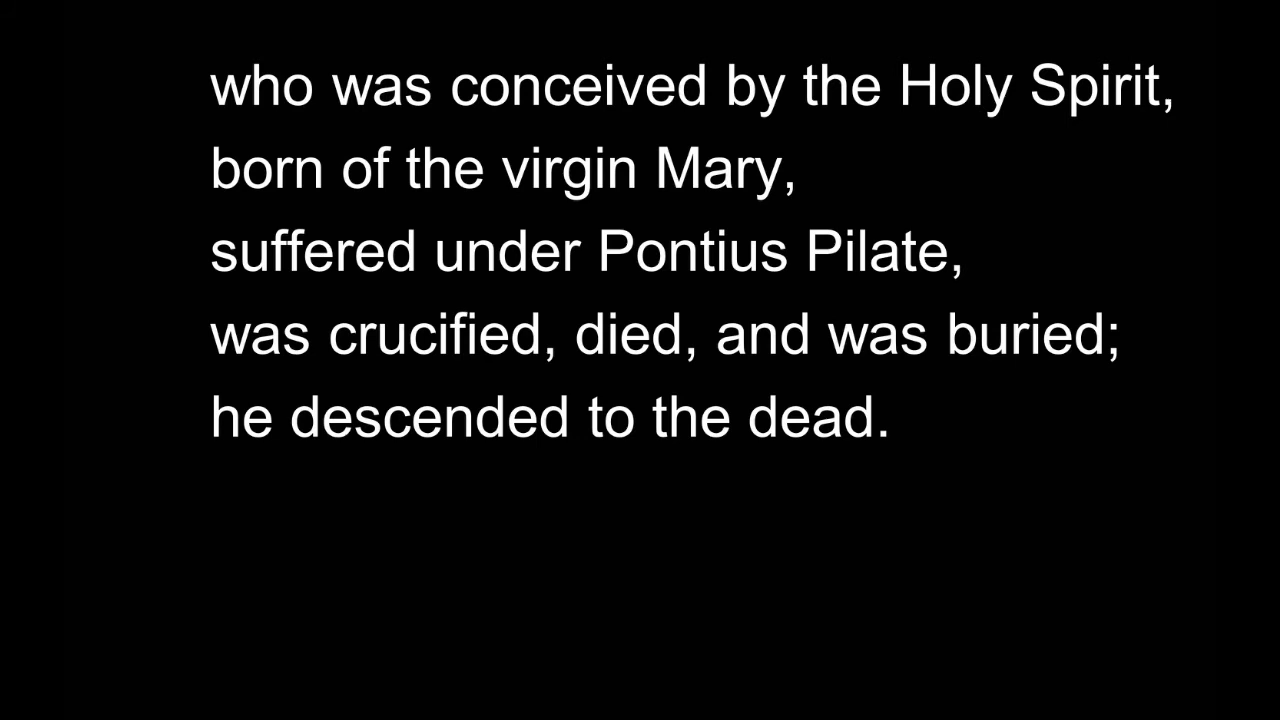 who was conceived by the Holy Spirit,
born of the virgin Mary,
suffered under Pontius Pilate,
was crucified, died, and was buried;
he descended to the dead.